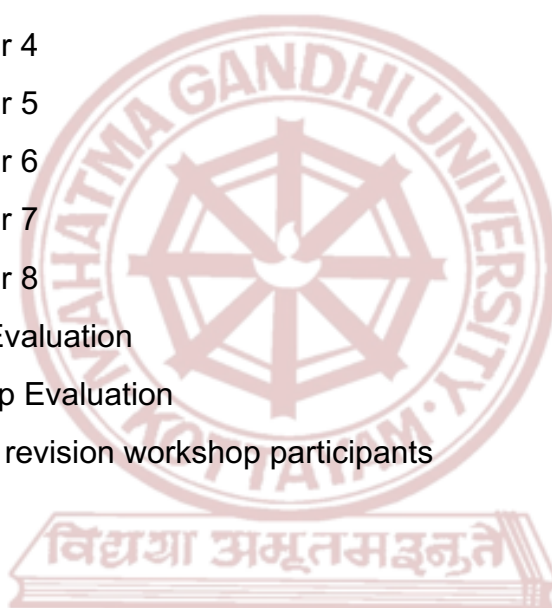 r 4
r 5
r 6
r 7
r 8
Evaluation
p Evaluation
revision workshop participants
MAHATMA GANDHI UNIVERSITY
KOTTAYAM
विद्यया अमृतमश्नुते